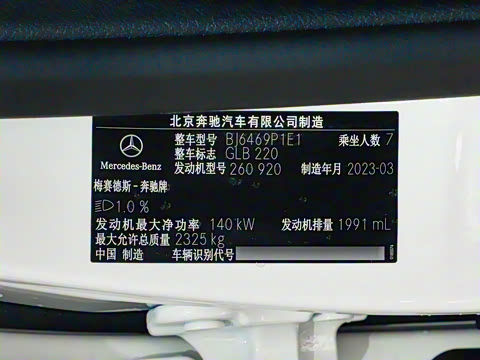 北京奔驰汽车有限公司制造
整车型号 BJ6469P1E1 乘坐人数 7
整车标志 GLB 220
Mercedes-Benz 发动机型号 260 920 制造年月 2023-03
梅赛德斯-奔驰牌
1.0 %
发动机最大净功率 140 kW 发动机排量 1991 mL
最大允许总质量 2325 kg
中国 制造 车辆识别代号